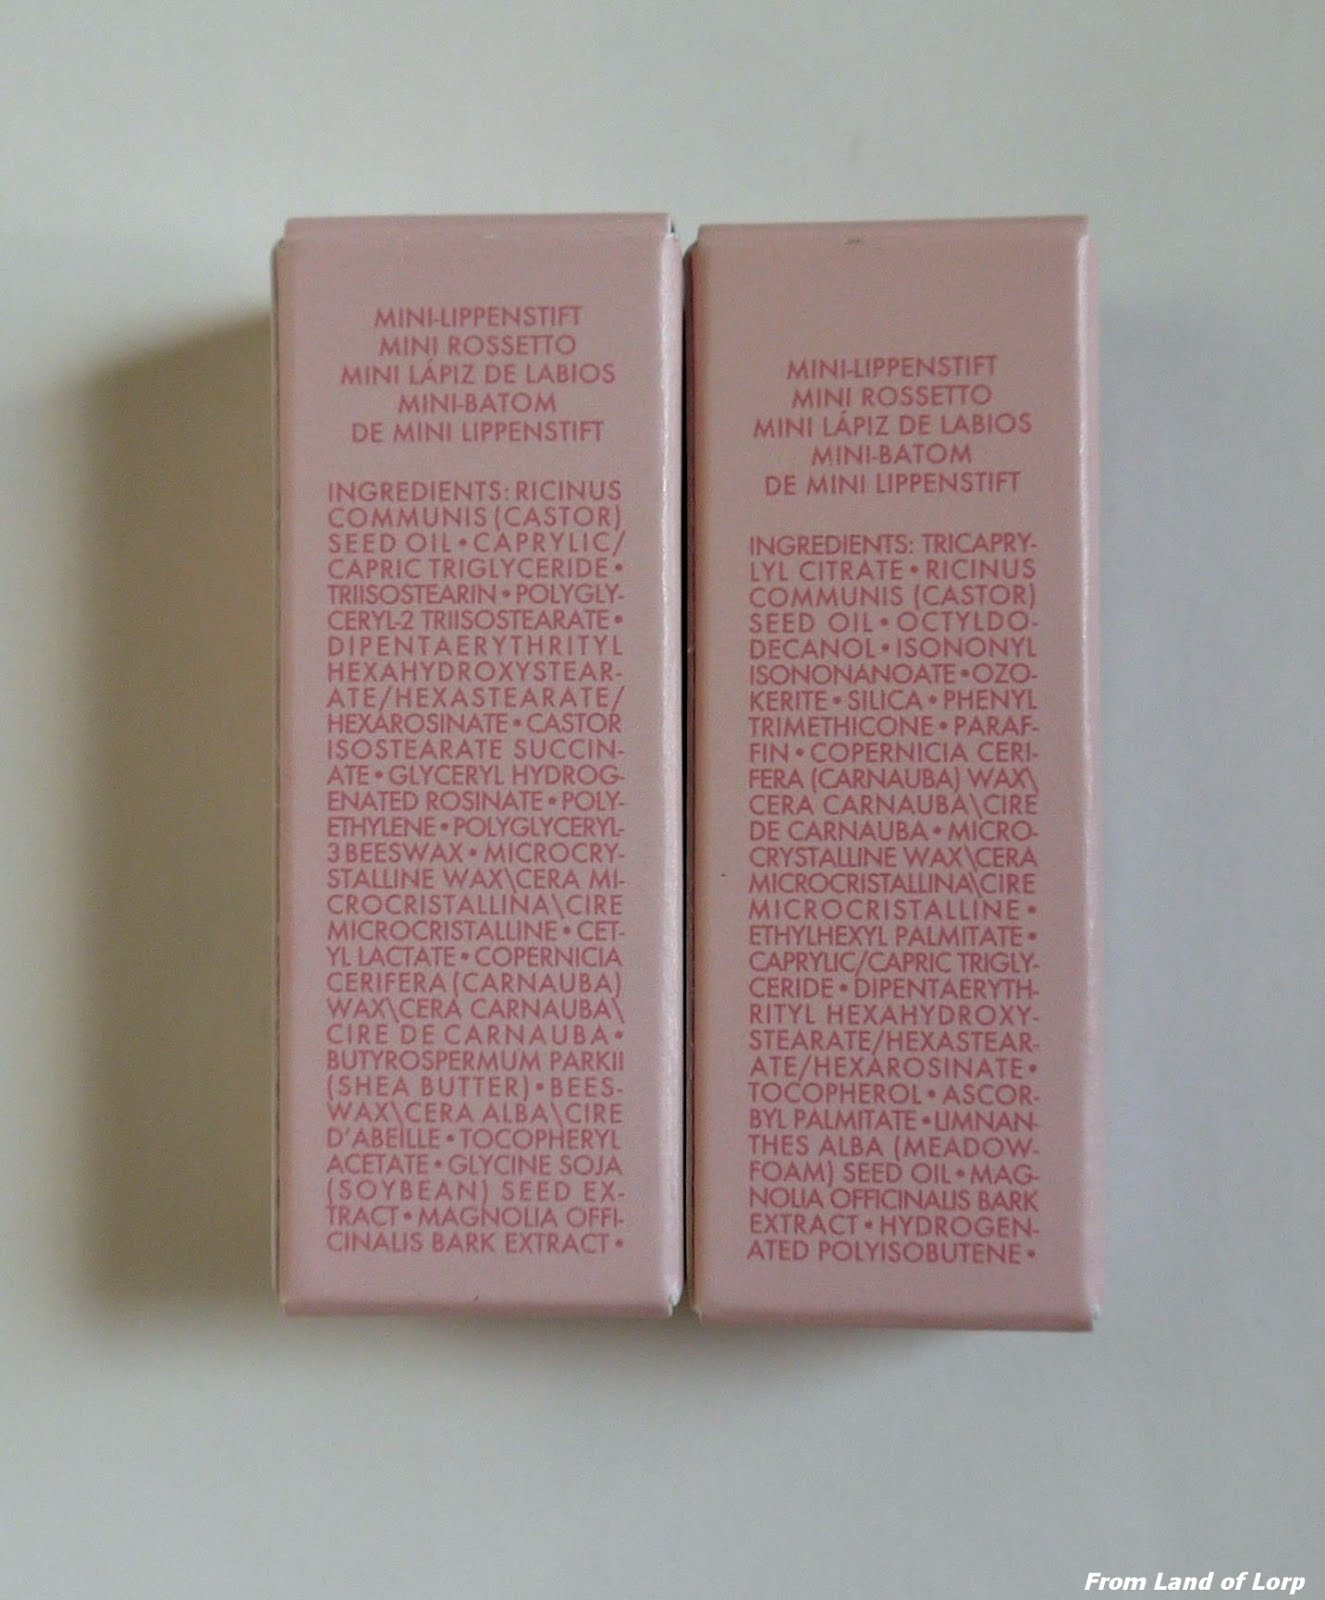 MINI-LIPPENSTIFT
MINI ROSSETTO
MINI LÁPIZ DE LABIOS
MINI-BATOM
DE MINI LIPPENSTIFT
INGREDIENTS: RICINUS
COMMUNIS (CASTOR)
SEED OIL • CAPRYLIC/
CAPRIC TRIGLYCERIDE •
TRIISOSTEARIN • POLYGLY-
CERYL-2 TRIISOSTEARATE •
DIPENTAERYTHRITYL
HEXAHYDROXYSTEAR-
ATE/HEXASTEARATE/
HEXAROSINATE • CASTOR
ISOSTEARATE SUCCIN-
ATE • GLYCERYL HYDROG-
ENATED ROSINATE • POLY-
ETHYLENE • POLYGLYCERYL-
3 BEESWAX • MICROCRY-
STALLINE WAX\CERA MI-
CROCRISTALLINA\CIRE
MICROCRISTALLINE • CET-
YL LACTATE • COPERNICIA
CERIFERA (CARNAUBA)
WAX\CERA CARNAUBA\
CIRE DE CARNAUBA •
BUTYROSPERMUM PARKII
(SHEA BUTTER) • BEES-
WAX\CERA ALBA\CIRE
D'ABEILLE • TOCOPHERYL
ACETATE • GLYCINE SOJA
(SOYBEAN) SEED EX-
TRACT • MAGNOLIA OFFI-
CINALIS BARK EXTRACT •
MINI-LIPPENSTIFT
MINI ROSSETTO
MINI LÁPIZ DE LABIOS
MINI-BATOM
DE MINI LIPPENSTIFT
INGREDIENTS: TRICAPRY-
LYL CITRATE • RICINUS
COMMUNIS (CASTOR)
SEED OIL • OCTYLDO-
DECANOL • ISONONYL
ISONONANOATE • OZO-
KERITE • SILICA • PHENYL
TRIMETHICONE • PARAF-
FIN • COPERNICIA CERI-
FERA (CARNAUBA) WAX\
CERA CARNAUBA\CIRE
DE CARNAUBA • MICRO-
CRYSTALLINE WAX\CERA
MICROCRISTALLINA\CIRE
MICROCRISTALLINE •
ETHYLHEXYL PALMITATE •
CAPRYLIC/CAPRIC TRIGLY-
CERIDE • DIPENTAERYTH-
RITYL HEXAHYDROXY-
STEARATE/HEXASTEAR-
ATE/HEXAROSINATE •
TOCOPHEROL • ASCOR-
BYL PALMITATE • LIMNAN-
THES ALBA (MEADOW-
FOAM) SEED OIL • MAG-
NOLIA OFFICINALIS BARK
EXTRACT • HYDROGEN-
ATED POLYISOBUTENE •
From Land of Lorp